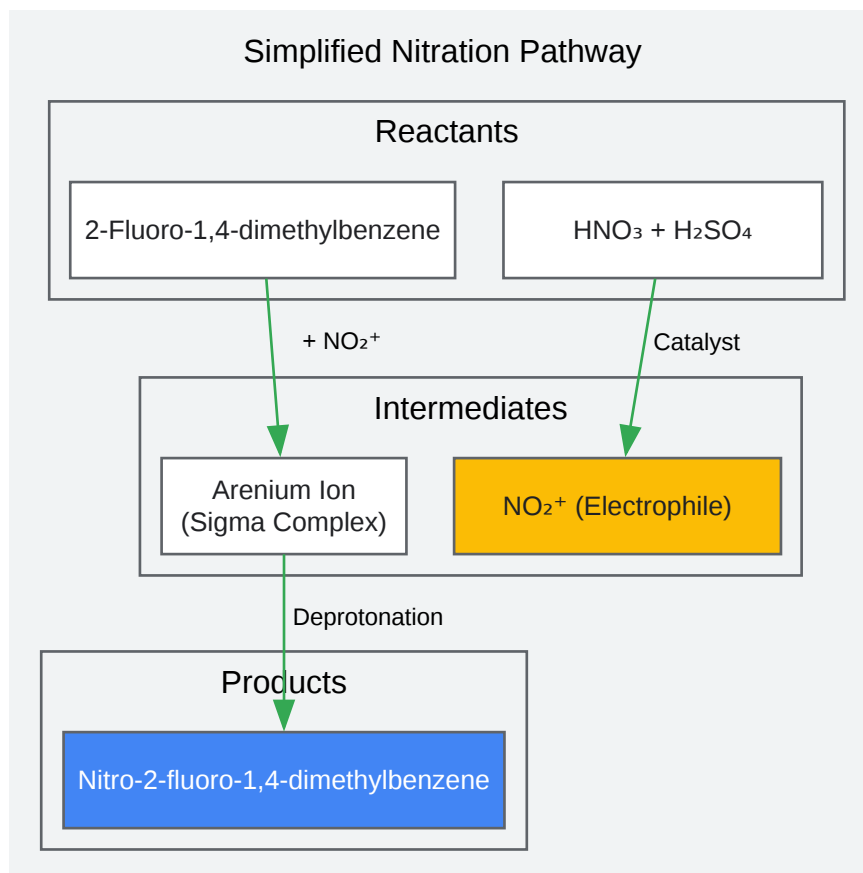 Simplified Nitration Pathway
Reactants
2-Fluoro-1,4-dimethylbenzene
HNO₃ + H₂SO₄
+ NO₂⁺
Catalyst
Intermediates
Arenium Ion
(Sigma Complex)
NO₂⁺ (Electrophile)
Deprotonation
Products
Nitro-2-fluoro-1,4-dimethylbenzene